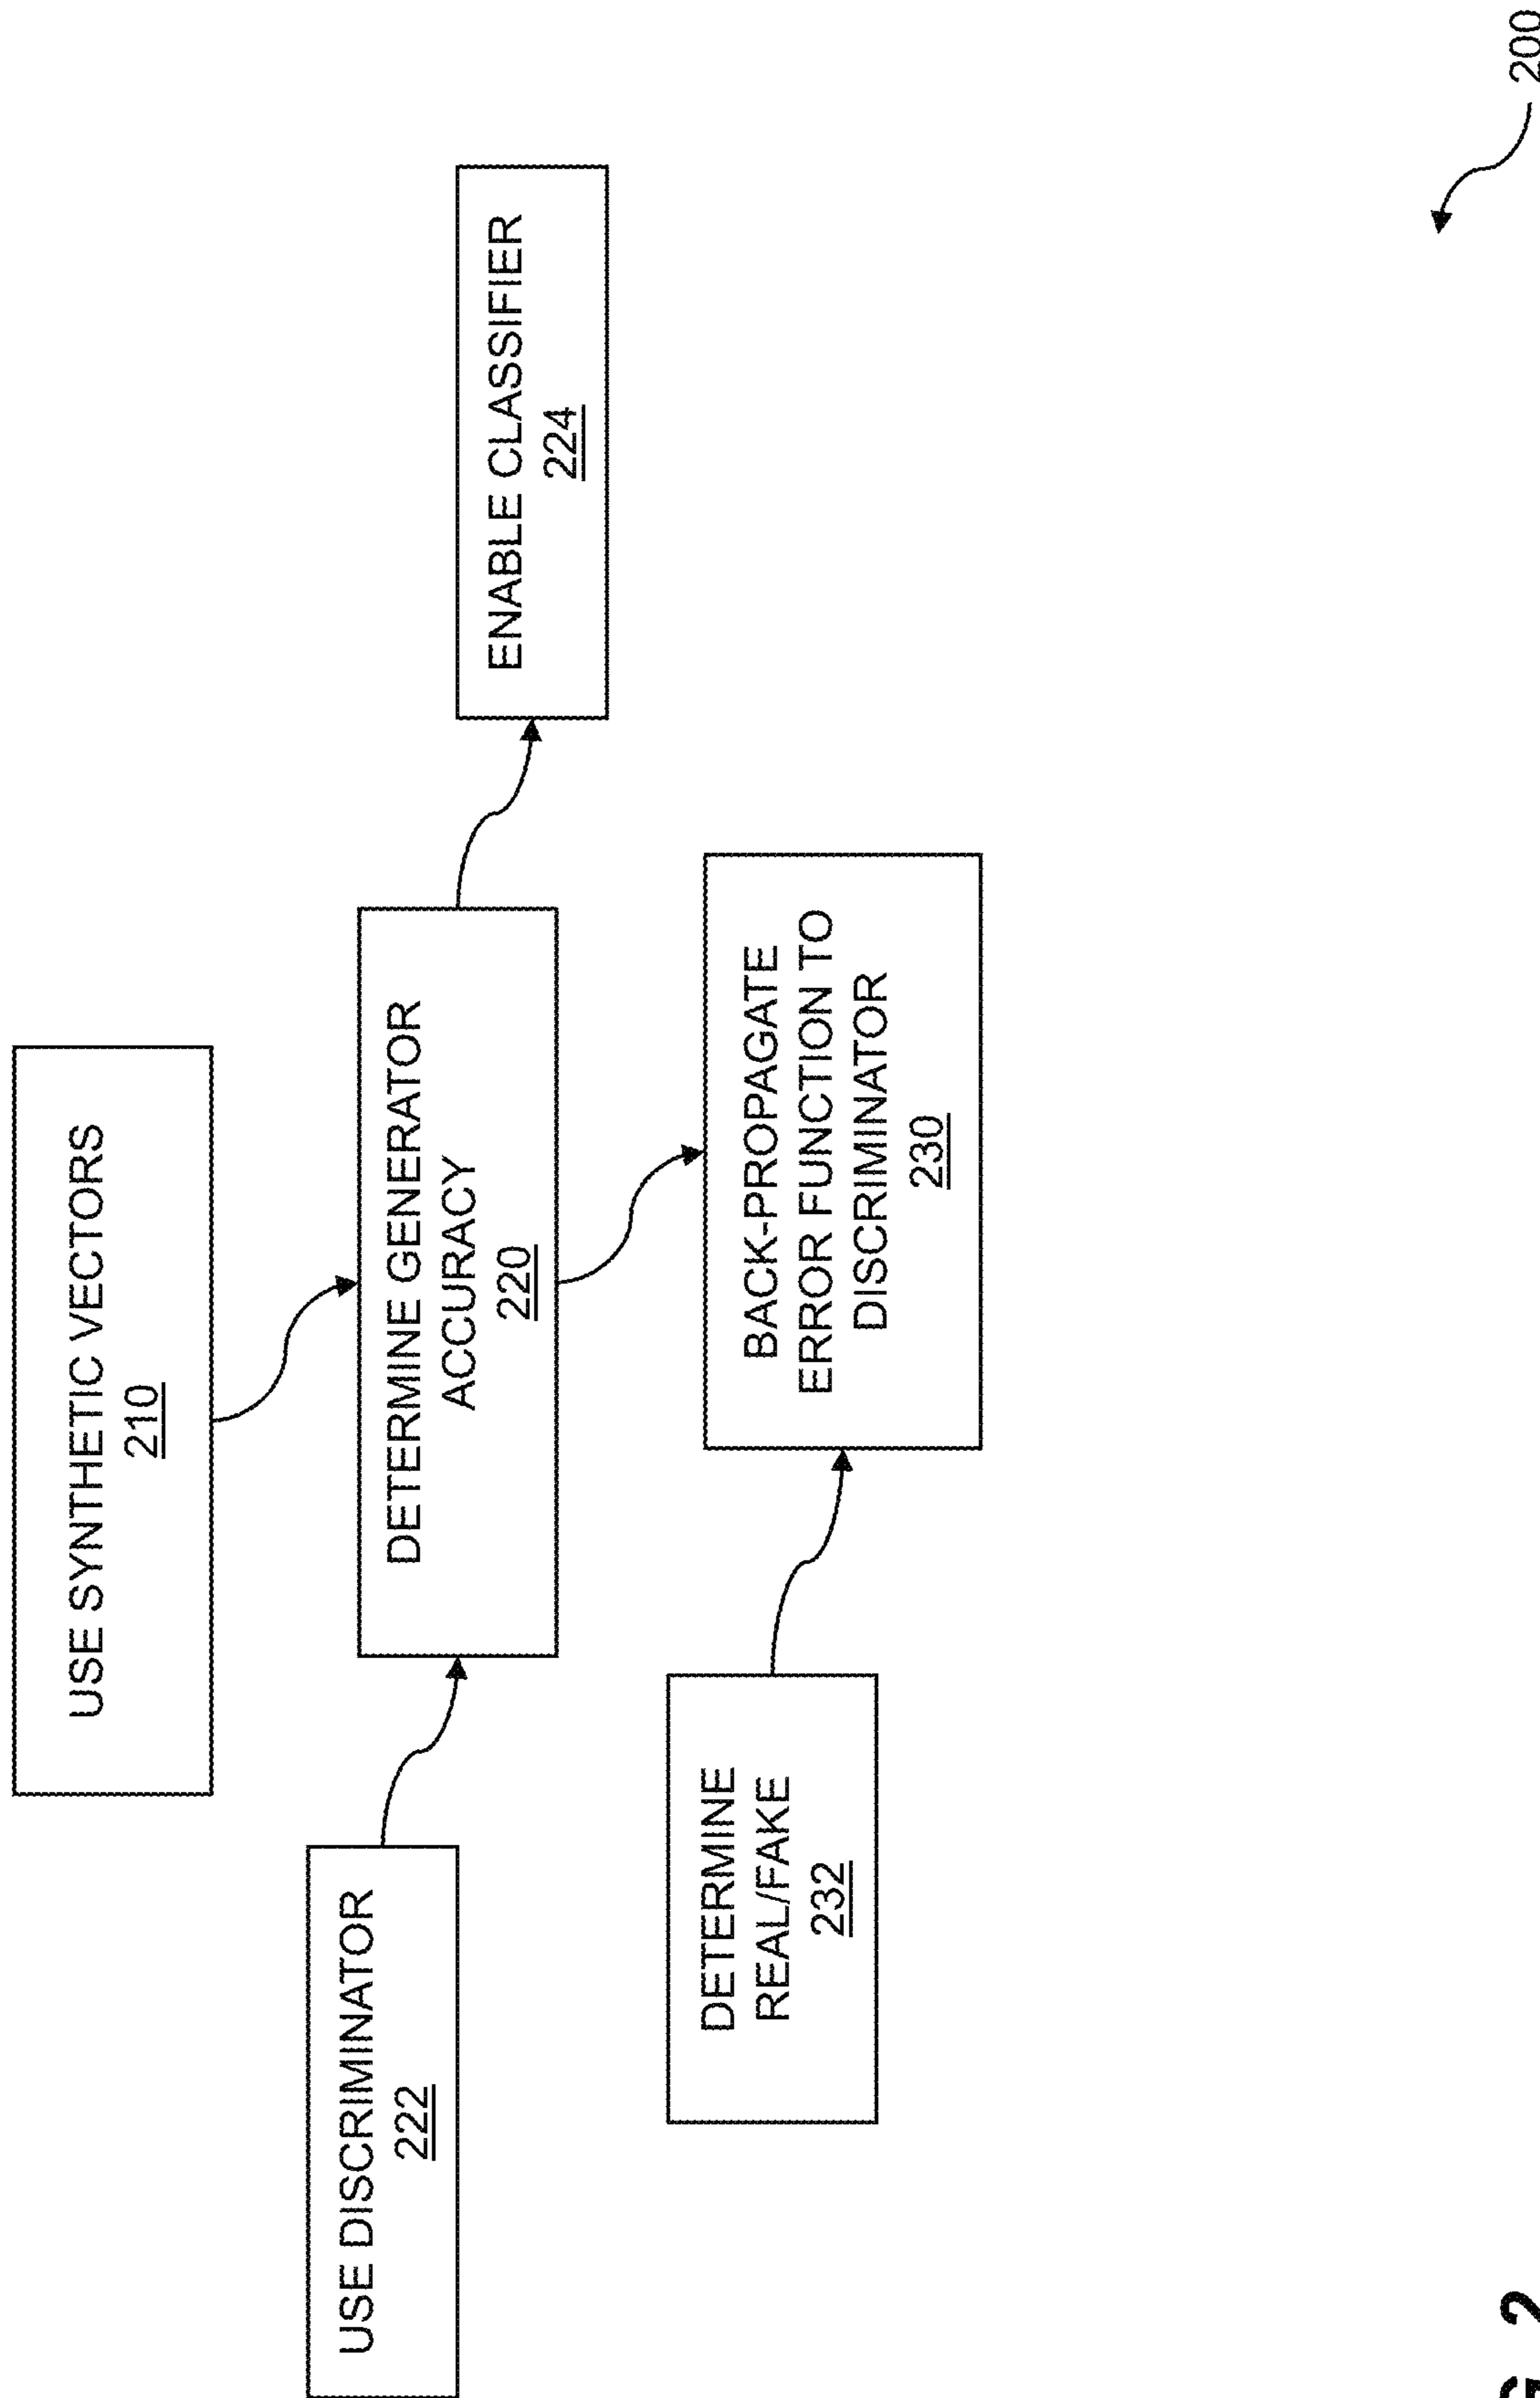 USE SYNTHETIC VECTORS
210
USE DISCRIMINATOR
222
DETERMINE GENERATOR
ACCURACY
220
ENABLE CLASSIFIER
224
DETERMINE
REAL/FAKE
232
BACK-PROPAGATE
ERROR FUNCTION TO
DISCRIMINATOR
230
200
2